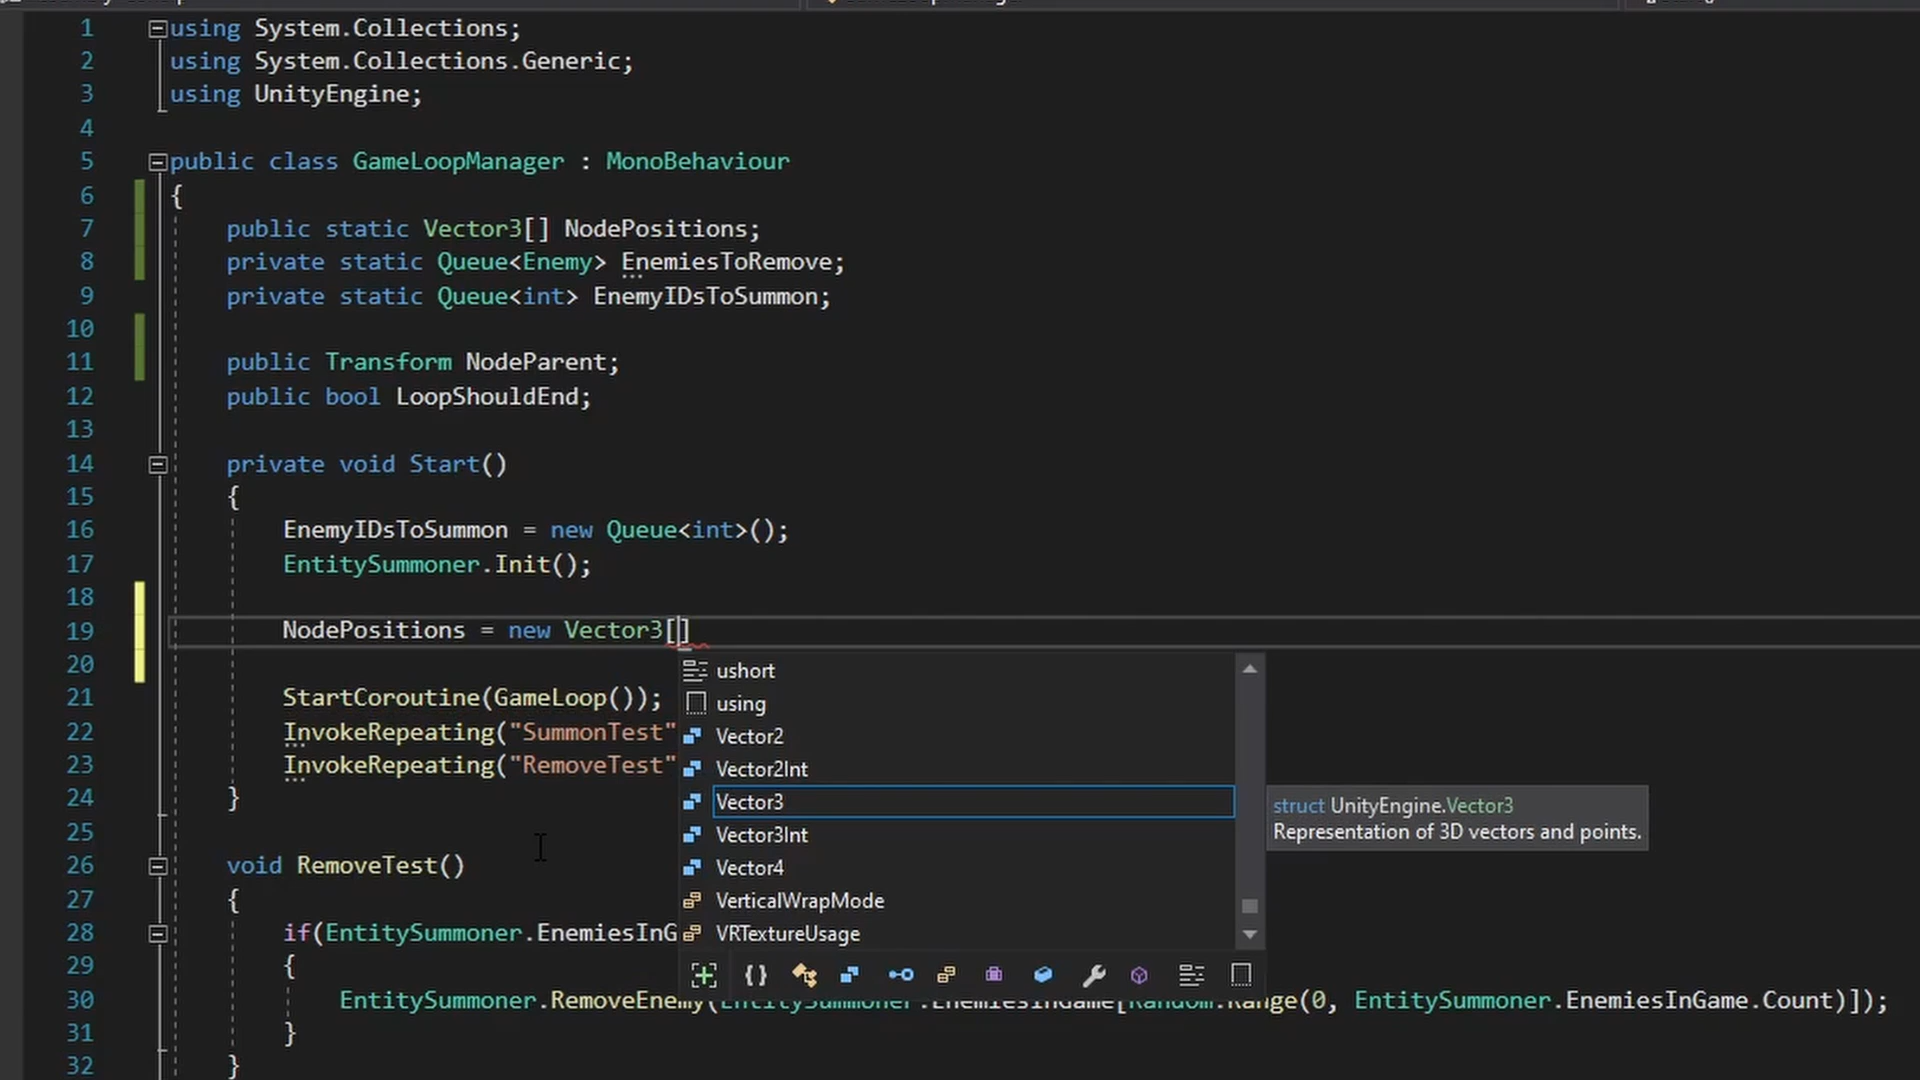 1 using System.Collections;
2 using System.Collections.Generic;
3 using UnityEngine;
4
5 public class GameLoopManager : MonoBehaviour
6 {
7 public static Vector3[] NodePositions;
8 private static Queue<Enemy> EnemiesToRemove;
9 private static Queue<int> EnemyIDsToSummon;
10
11 public Transform NodeParent;
12 public bool LoopShouldEnd;
13
14 private void Start()
15 {
16 EnemyIDsToSummon = new Queue<int>();
17 EntitySummoner.Init();
18
19 NodePositions = new Vector3[]
20
ushort
21 StartCoroutine(GameLoop());
using
22 InvokeRepeating("SummonTest"
Vector2
23 InvokeRepeating("RemoveTest"
Vector2Int
24 }
Vector3
struct UnityEngine.Vector3
Representation of 3D vectors and points.
25
Vector3Int
26 void RemoveTest()
Vector4
27 {
VerticalWrapMode
28 if(EntitySummoner.EnemiesInG
VRTextureUsage
29 {
30 EntitySummoner.RemoveEnemy(EntitySummoner.EnemiesInGame[Random.Range(0, EntitySummoner.EnemiesInGame.Count)]);
31 }
32 }